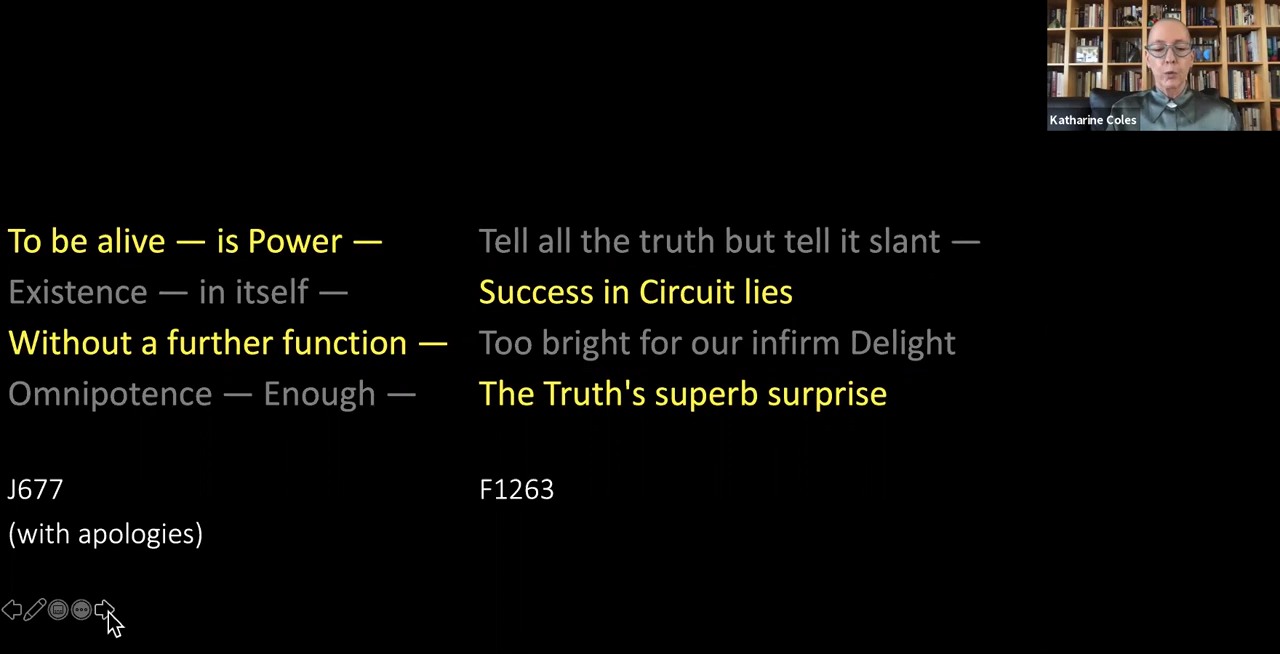 Katharine Coles
To be alive — is Power —
Existence — in itself —
Without a further function —
Omnipotence — Enough —
J677
(with apologies)
Tell all the truth but tell it slant —
Success in Circuit lies
Too bright for our infirm Delight
The Truth's superb surprise
F1263